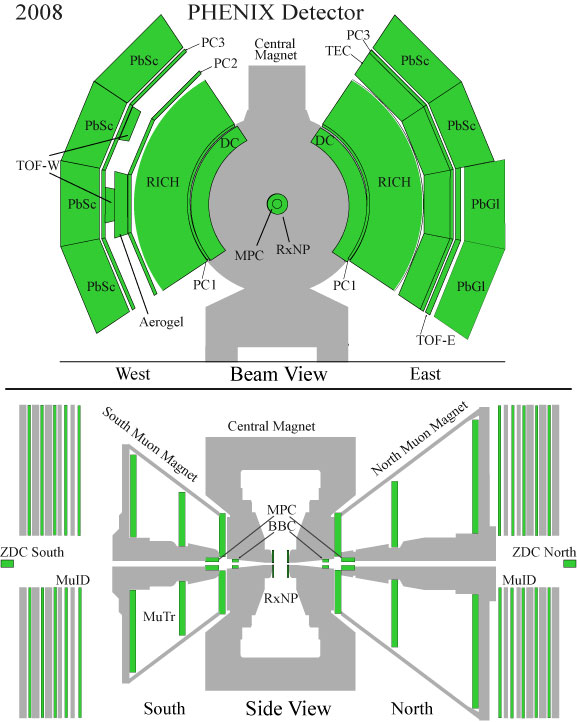 2008 PHENIX Detector
Central
Magnet
PC3
PC2
PbSc
PbSc
PbSc
PbSc
TOF-W
RICH
DC
PC1
Aerogel
MPC
RxNP
PC3
TEC
PbSc
PbSc
DC
RICH
PbGl
PbGl
PC1
TOF-E
West Beam View East
South Muon Magnet
Central Magnet
North Muon Magnet
MPC
BBC
ZDC South
ZDC North
MuID
MuID
RxNP
MuTr
South Side View North